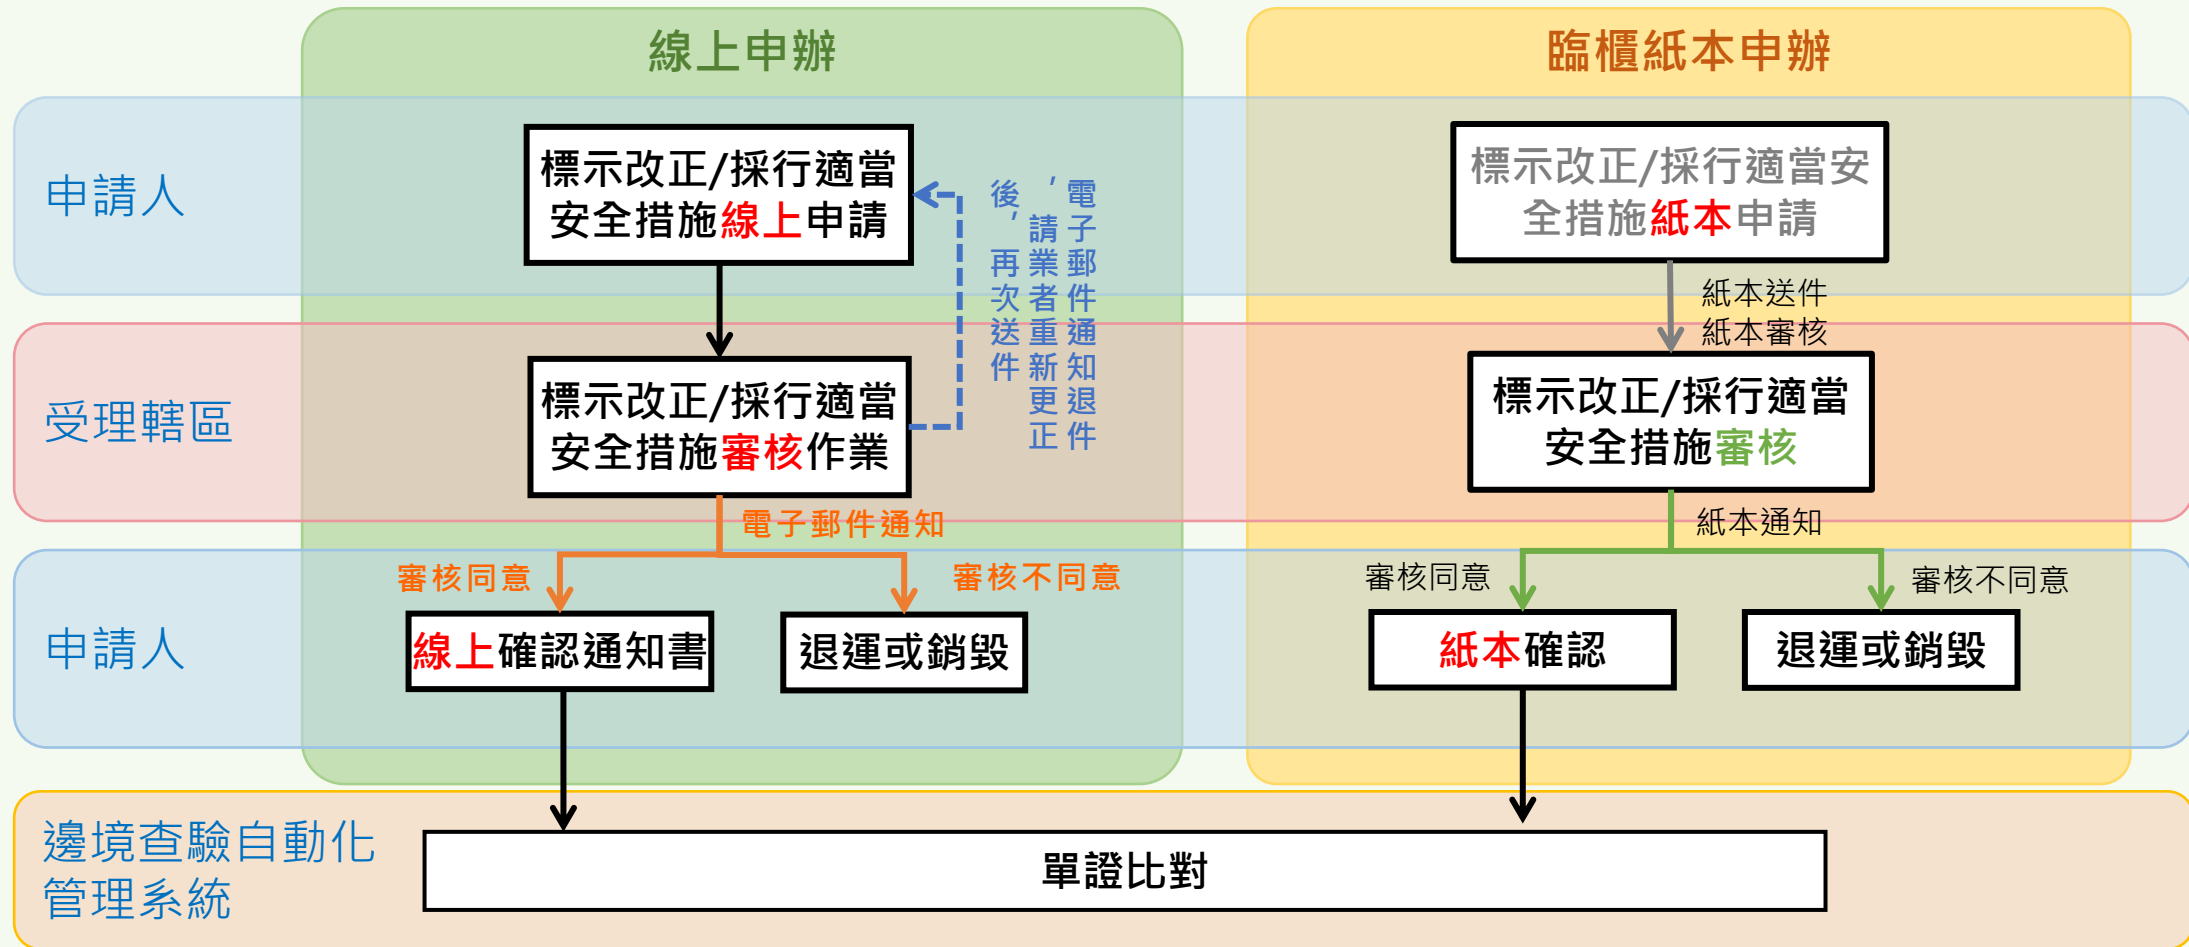 線上申辦
臨櫃紙本申辦
申請人
標示改正/採行適當
安全措施線上申請
電子郵件通知退件
,請業者重新更正
後,再次送件
標示改正/採行適當安
全措施紙本申請
紙本送件
紙本審核
受理轄區
標示改正/採行適當
安全措施審核作業
標示改正/採行適當
安全措施審核
電子郵件通知
紙本通知
申請人
審核同意
審核不同意
線上確認通知書
退運或銷毀
審核同意
審核不同意
紙本確認
退運或銷毀
邊境查驗自動化
管理系統
單證比對